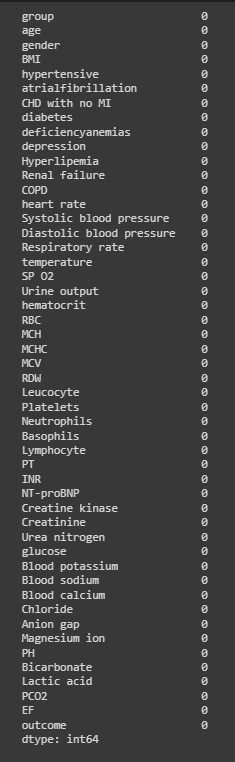 group 0
age 0
gender 0
BMI 0
hypertensive 0
atrialfibrillation 0
CHD with no MI 0
diabetes 0
deficiencyanemias 0
depression 0
Hyperlipemia 0
Renal failure 0
COPD 0
heart rate 0
Systolic blood pressure 0
Diastolic blood pressure 0
Respiratory rate 0
temperature 0
SP O2 0
Urine output 0
hematocrit 0
RBC 0
MCH 0
MCHC 0
MCV 0
RDW 0
Leucocyte 0
Platelets 0
Neutrophils 0
Basophils 0
Lymphocyte 0
PT 0
INR 0
NT-proBNP 0
Creatine kinase 0
Creatinine 0
Urea nitrogen 0
glucose 0
Blood potassium 0
Blood sodium 0
Blood calcium 0
Chloride 0
Anion gap 0
Magnesium ion 0
PH 0
Bicarbonate 0
Lactic acid 0
PCO2 0
EF 0
outcome 0
dtype: int64